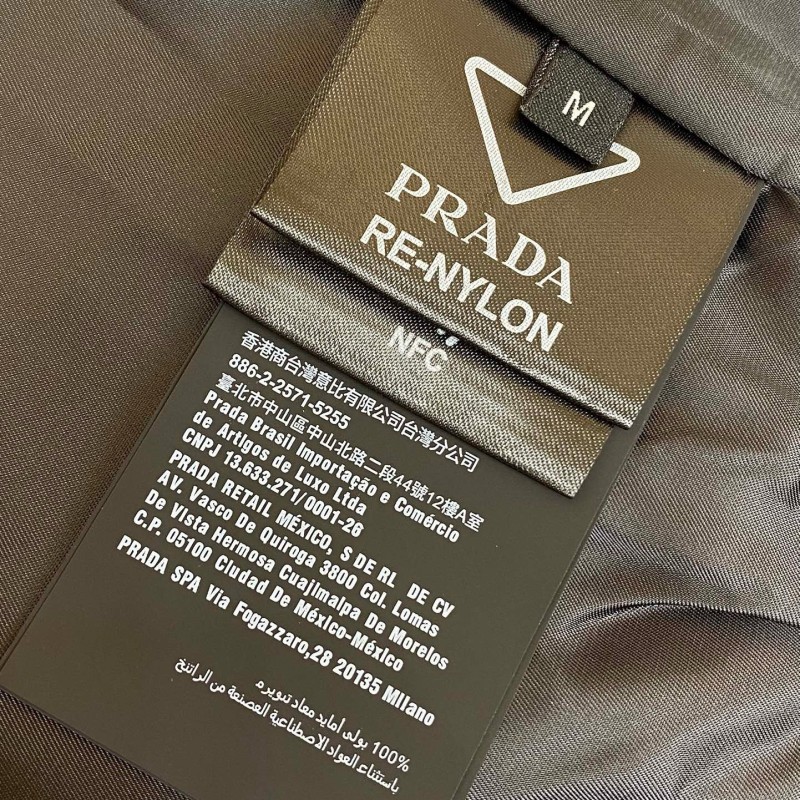 M
PRADA
RE-NYLON
NFC
香港商台灣意比有限公司台灣分公司
886-2-2571-5255
臺北市中山區中山北路二段44號12樓A室
Prada Brasil Importação e Comércio
de Artigos de Luxo Ltda
CNPJ 13.633.271/0001-26
PRADA RETAIL MÉXICO, S DE RL DE CV
AV. Vasco De Quiroga 3800 Col. Lomas
De Vista Hermosa Cuajimalpa De Morelos
C.P. 05100 Ciudad De México-México
PRADA SPA Via Fogazzaro,28 20135 Milano
100% بولي أمايد معاد تدويره
باستثناء المواد الاصطناعية المصنعة من الراتنج